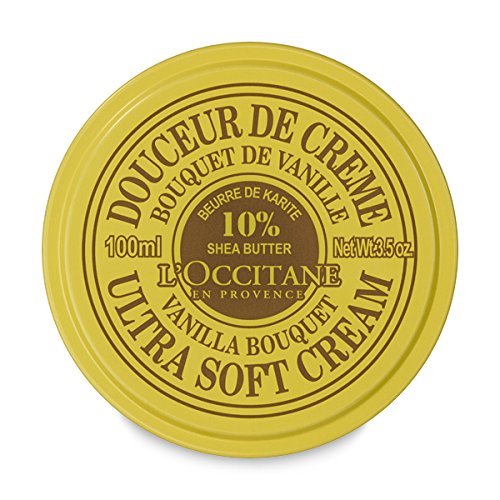 DOUCEUR DE CREME
BOUQUET DE VANILLE
BEURRE DE KARITE
10%
SHEA BUTTER
100ml
Net Wt.3.5 oz.
L'OCCITANE
EN PROVENCE
VANILLA BOUQUET
ULTRA SOFT CREAM